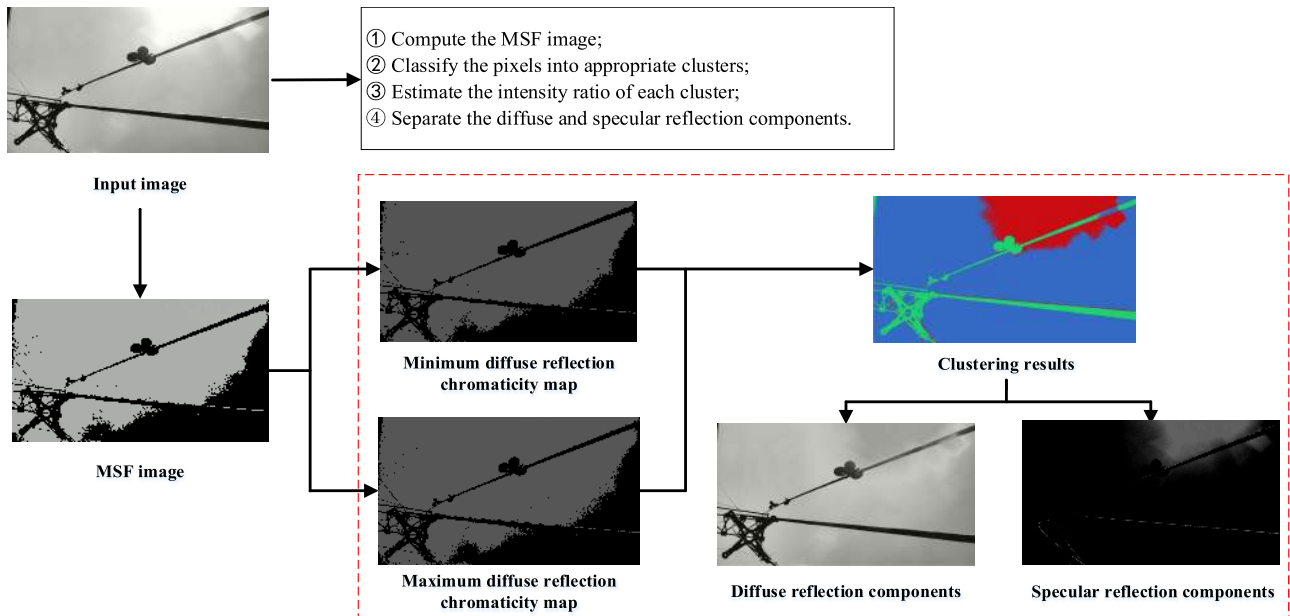 ① Compute the MSF image;
② Classify the pixels into appropriate clusters;
③ Estimate the intensity ratio of each cluster;
④ Separate the diffuse and specular reflection components.
Input image
MSF image
Minimum diffuse reflection
chromaticity map
Maximum diffuse reflection
chromaticity map
Clustering results
Diffuse reflection components
Specular reflection components